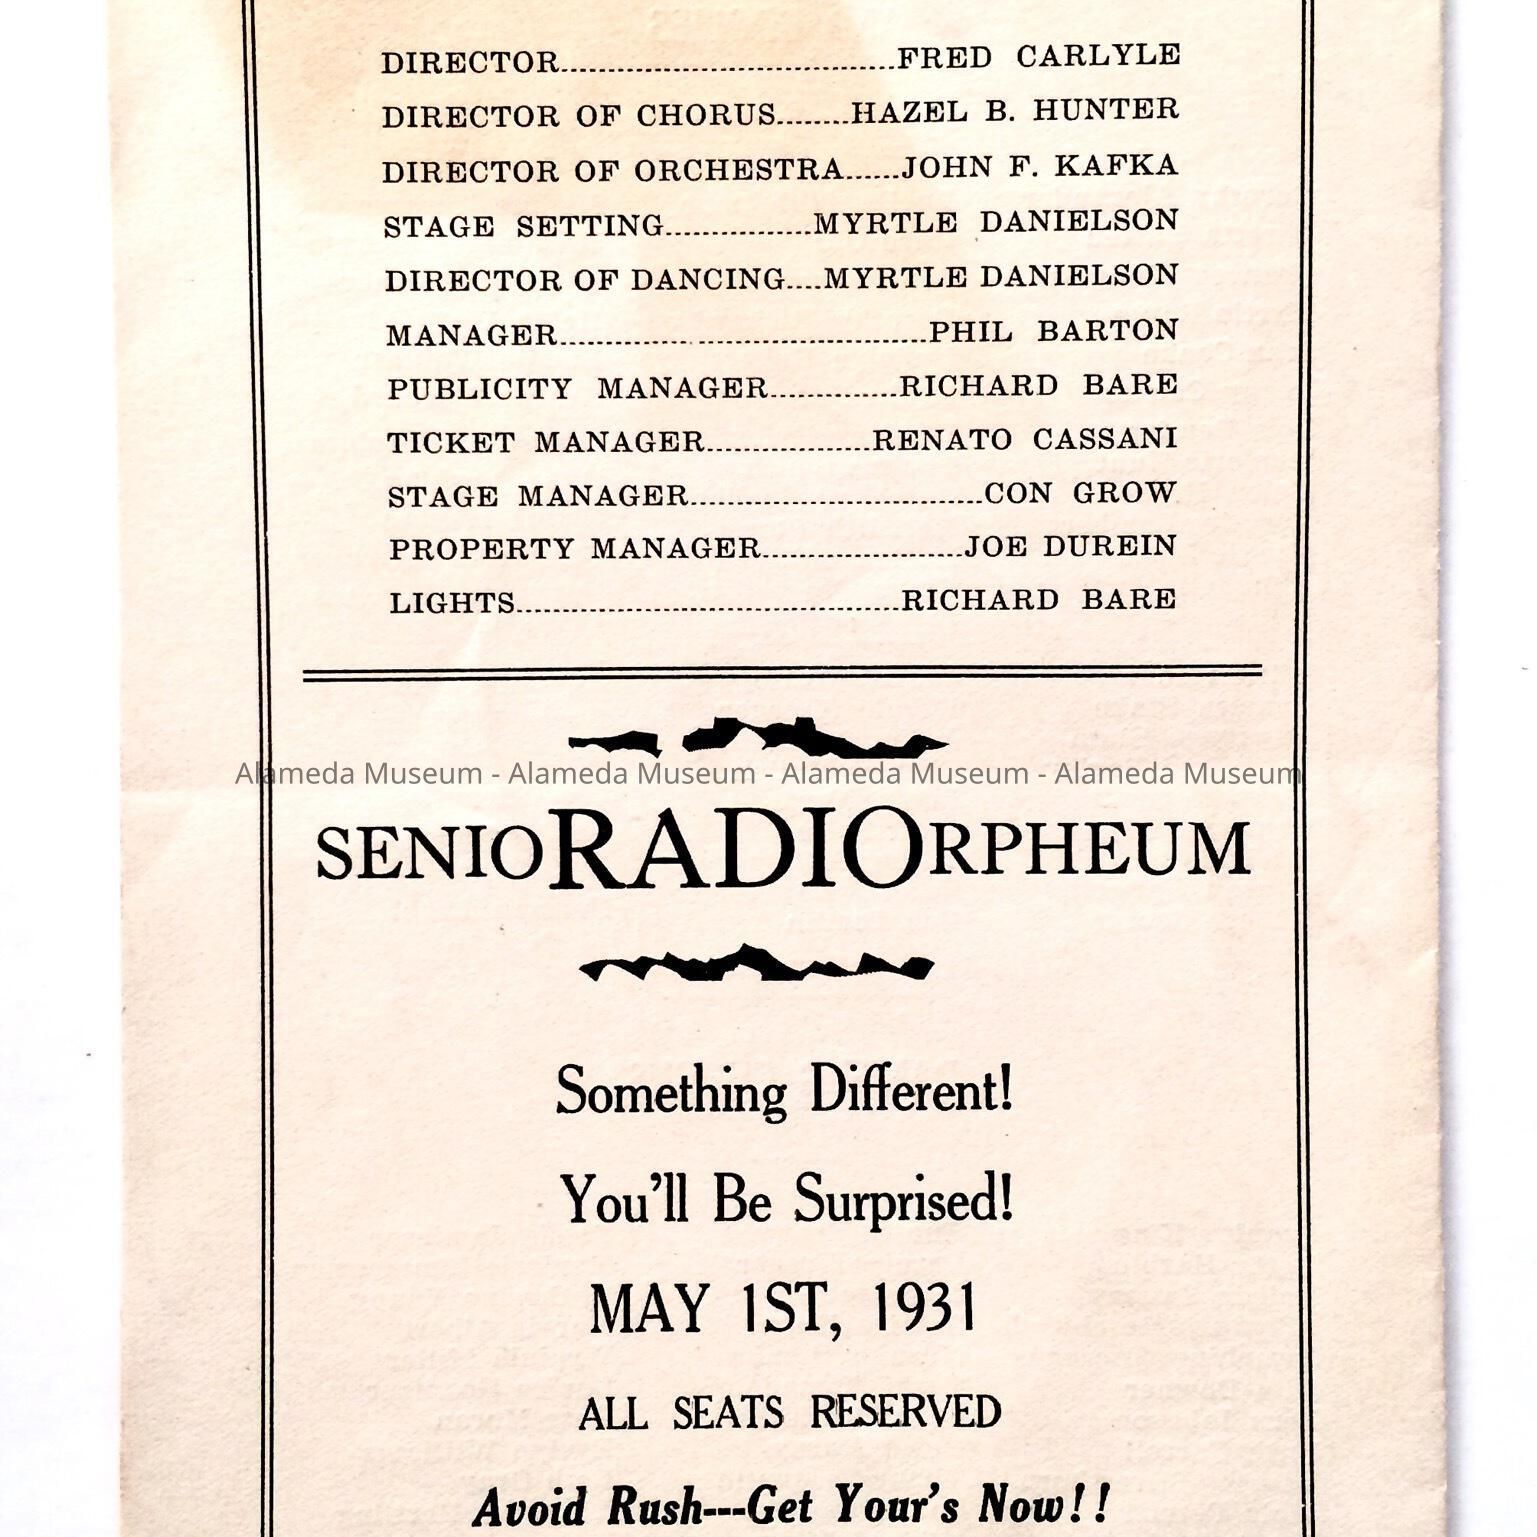 DIRECTOR....................................FRED CARLYLE
DIRECTOR OF CHORUS........HAZEL B. HUNTER
DIRECTOR OF ORCHESTRA......JOHN F. KAFKA
STAGE SETTING................MYRTLE DANIELSON
DIRECTOR OF DANCING....MYRTLE DANIELSON
MANAGER........................................PHIL BARTON
PUBLICITY MANAGER..............RICHARD BARE
TICKET MANAGER..................RENATO CASSANI
STAGE MANAGER................................CON GROW
PROPERTY MANAGER......................JOE DUREIN
LIGHTS..........................................RICHARD BARE
Alameda Museum - Alameda Museum - Alameda Museum - Alameda Museum
SENIORADIORPHEUM
Something Different!
You'll Be Surprised!
MAY 1ST, 1931
ALL SEATS RESERVED
Avoid Rush---Get Your's Now!!